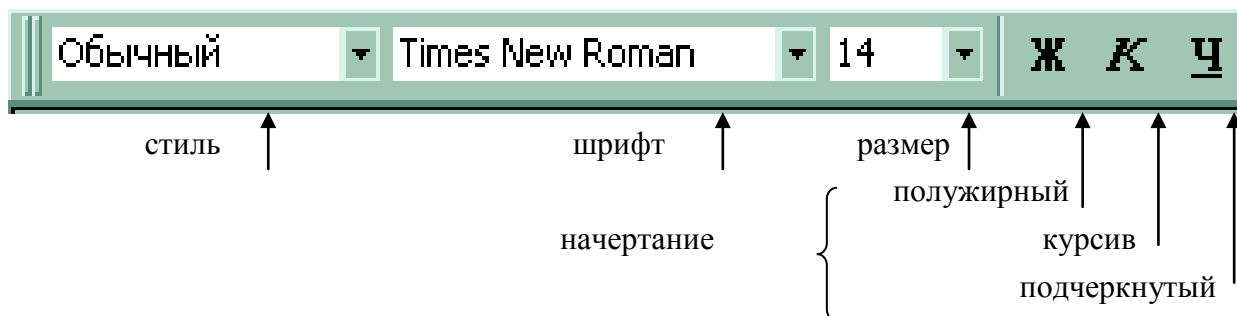 Обычный Times New Roman 14 Ж К Ч
стиль шрифт размер
полужирный
начертание курсив
подчеркнутый